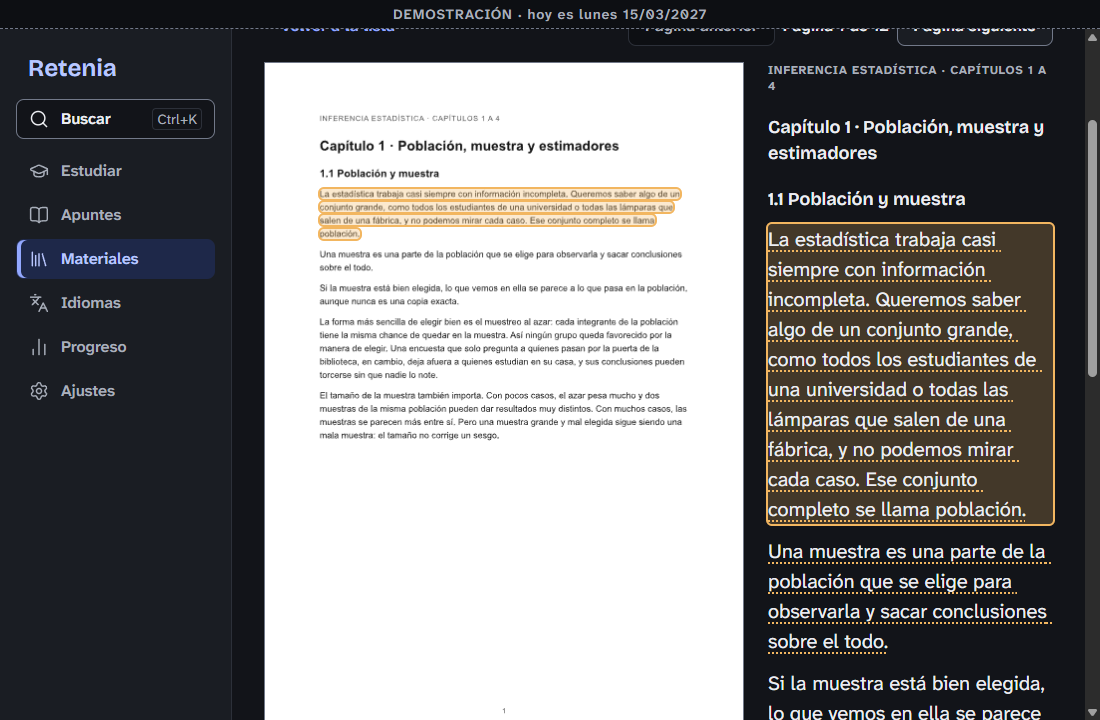 DEMOSTRACIÓN · hoy es lunes 15/03/2027
Retenia
Buscar Ctrl+K
Estudiar
Apuntes
Materiales
Idiomas
Progreso
Ajustes
INFERENCIA ESTADÍSTICA · CAPÍTULOS 1 A 4
Capítulo 1 · Población, muestra y estimadores
1.1 Población y muestra
La estadística trabaja casi siempre con información incompleta. Queremos saber algo de un
conjunto grande, como todos los estudiantes de una universidad o todas las lámparas que
salen de una fábrica, y no podemos mirar cada caso. Ese conjunto completo se llama
población.
Una muestra es una parte de la población que se elige para observarla y sacar conclusiones
sobre el todo.
Si la muestra está bien elegida, lo que vemos en ella se parece a lo que pasa en la población,
aunque nunca es una copia exacta.
La forma más sencilla de elegir bien es el muestreo al azar: cada integrante de la población
tiene la misma chance de quedar en la muestra. Así ningún grupo queda favorecido por la
manera de elegir. Una encuesta que solo pregunta a quienes pasan por la puerta de la
biblioteca, en cambio, deja afuera a quienes estudian en su casa, y sus conclusiones pueden
torcerse sin que nadie lo note.
El tamaño de la muestra también importa. Con pocos casos, el azar pesa mucho y dos
muestras de la misma población pueden dar resultados muy distintos. Con muchos casos, las
muestras se parecen más entre sí. Pero una muestra grande y mal elegida sigue siendo una
mala muestra: el tamaño no corrige un sesgo.
1
INFERENCIA ESTADÍSTICA · CAPÍTULOS 1 A
4
Capítulo 1 · Población, muestra y
estimadores
1.1 Población y muestra
La estadística trabaja casi
siempre con información
incompleta. Queremos saber
algo de un conjunto grande,
como todos los estudiantes de
una universidad o todas las
lámparas que salen de una
fábrica, y no podemos mirar
cada caso. Ese conjunto
completo se llama población.
Una muestra es una parte de la
población que se elige para
observarla y sacar conclusiones
sobre el todo.
Si la muestra está bien elegida,
lo que vemos en ella se parece